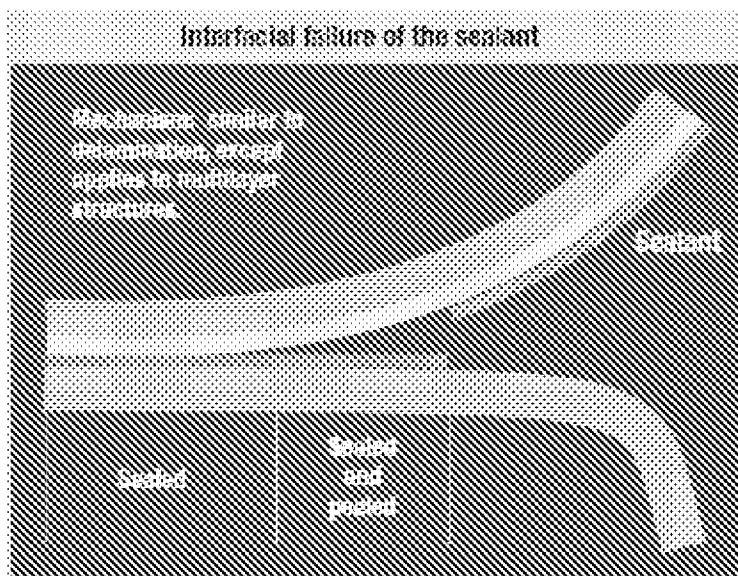 Interfacial failure of the sealant
Mechanism: similar to
delamination, except
applies to multilayer
structures.
Sealant
Sealed
Sealed
and
peeled